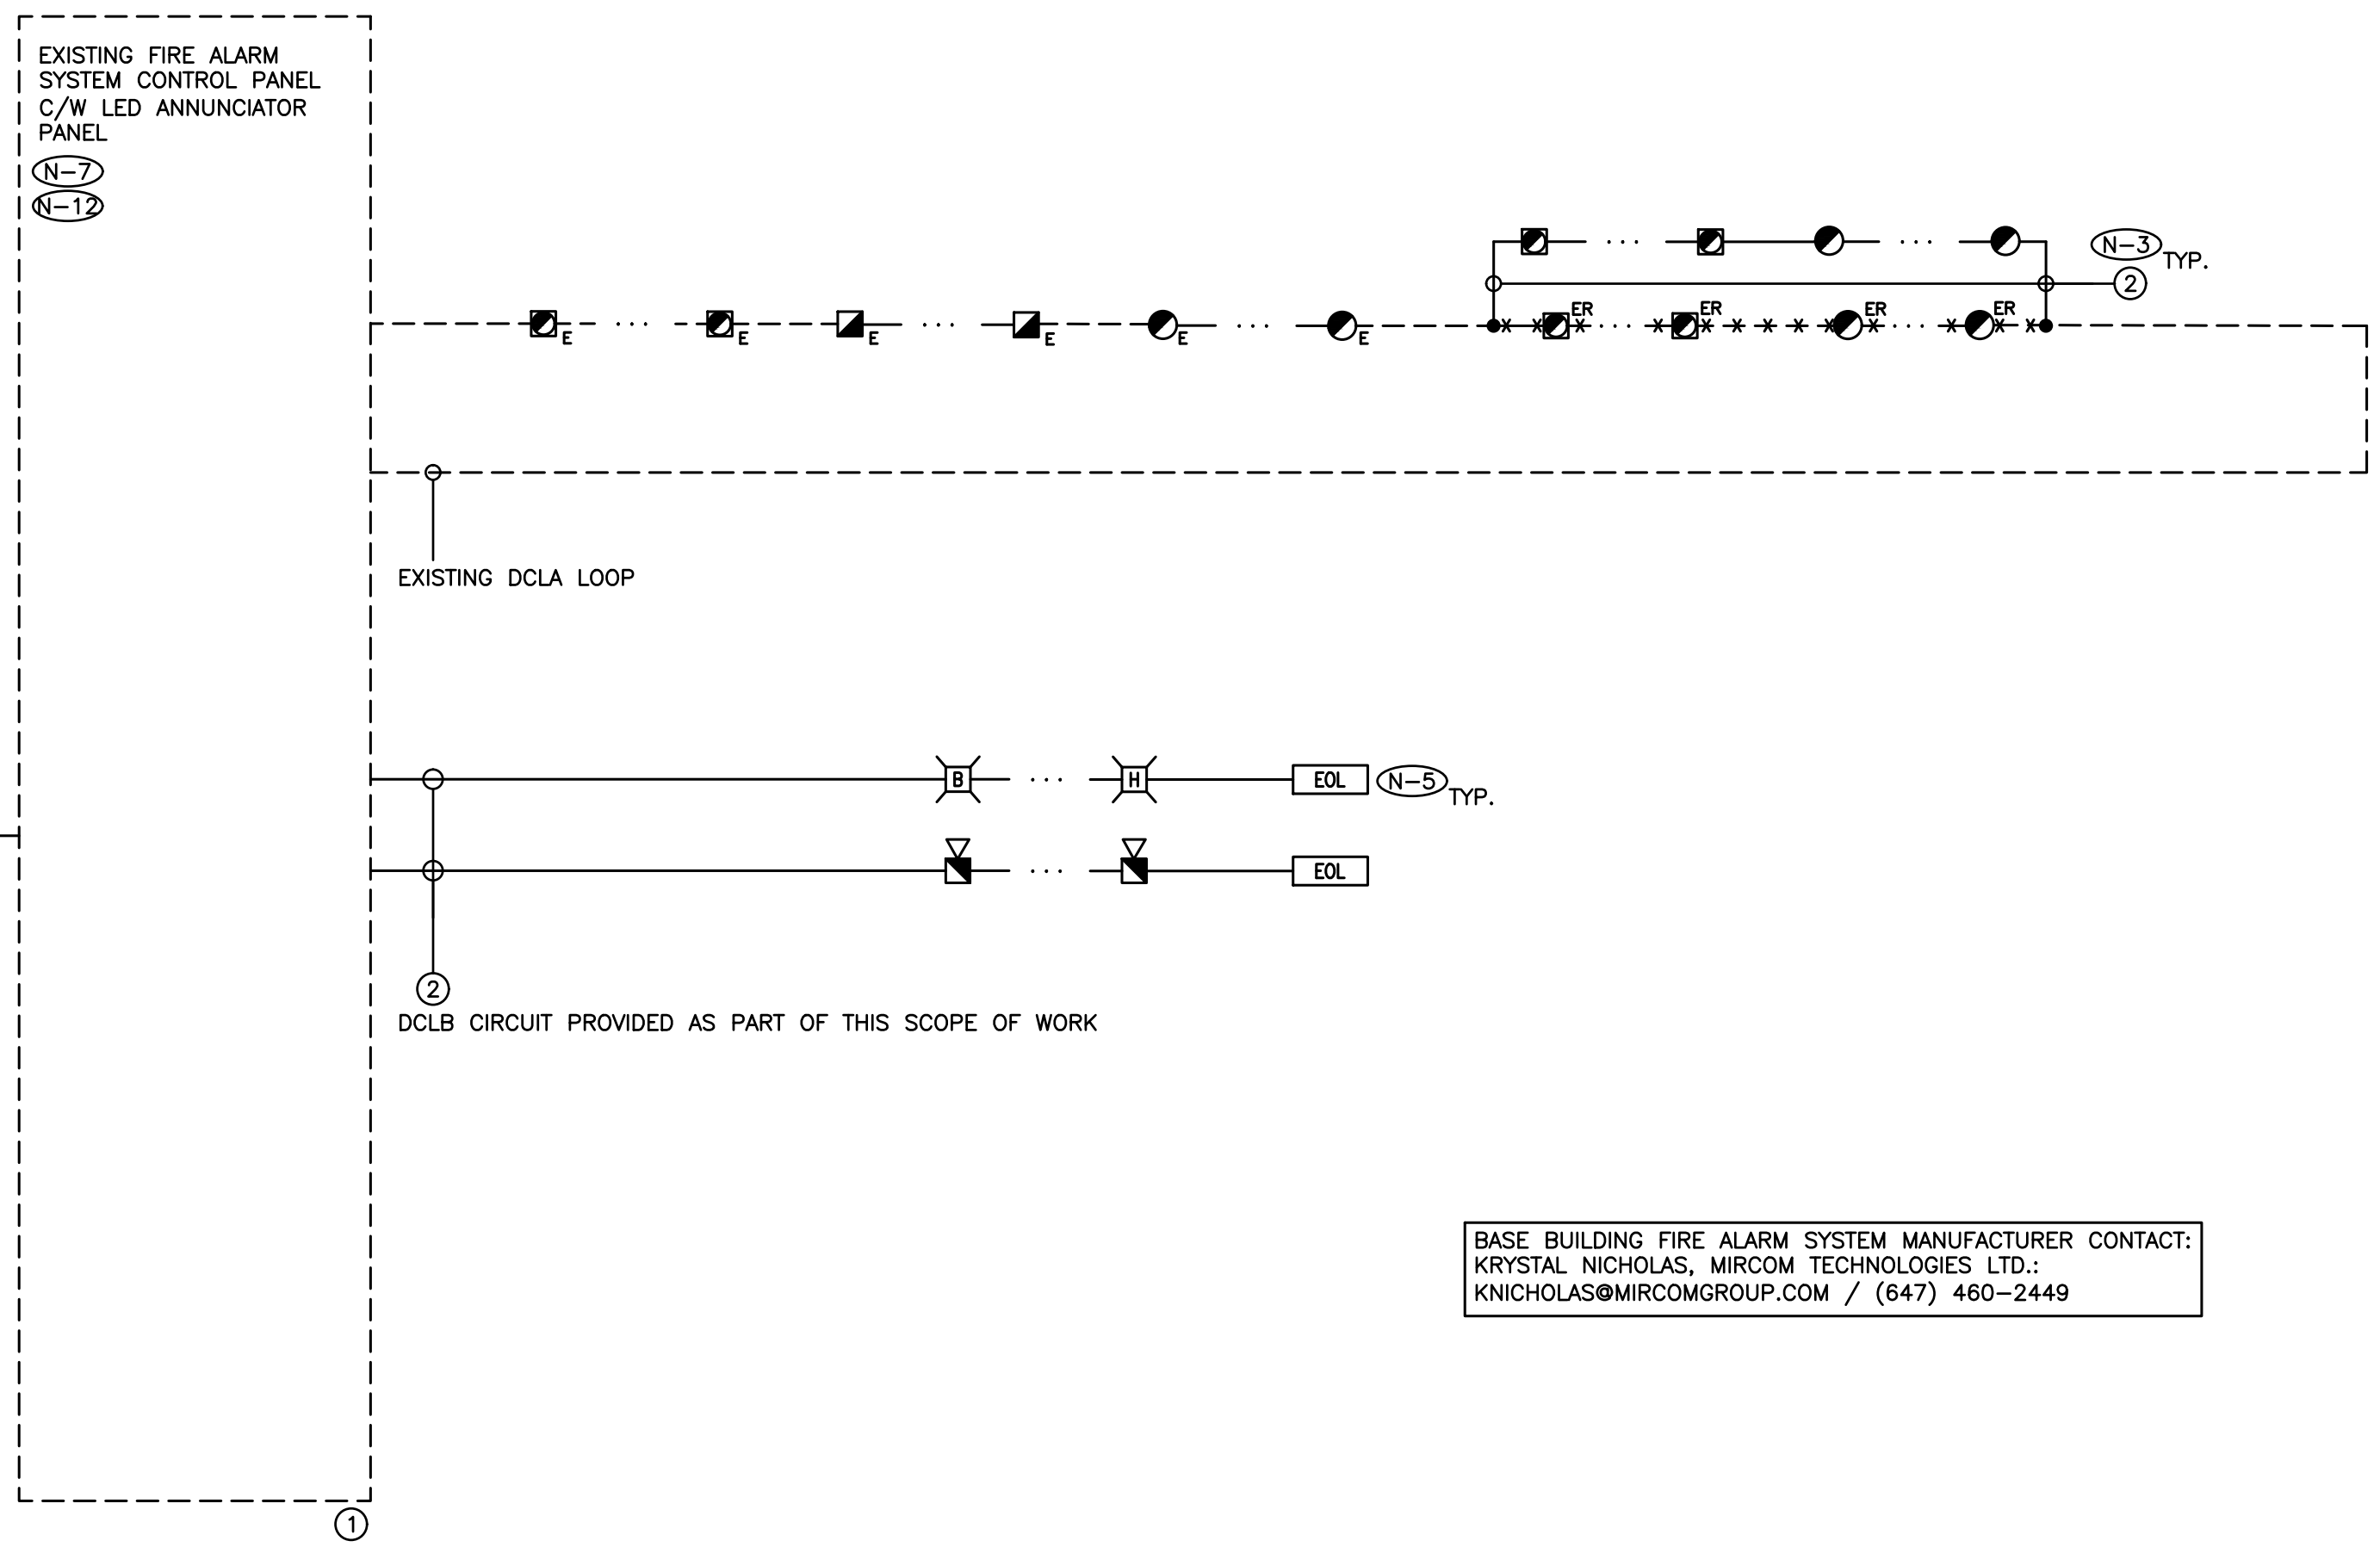 EXISTING FIRE ALARM
SYSTEM CONTROL PANEL
C/W LED ANNUNCIATOR
PANEL
N-7
N-12
N-3
TYP.
2
ER
ER
ER
ER
E
E
E
E
E
E
EXISTING DCLA LOOP
B
H
EOL
N-5
TYP.
EOL
2
DCLB CIRCUIT PROVIDED AS PART OF THIS SCOPE OF WORK
BASE BUILDING FIRE ALARM SYSTEM MANUFACTURER CONTACT:
KRYSTAL NICHOLAS, MIRCOM TECHNOLOGIES LTD.:
KNICHOLAS@MIRCOMGROUP.COM / (647) 460-2449
1